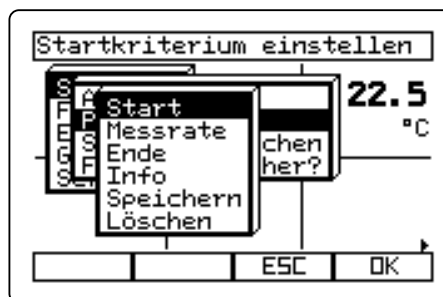 Startkriterium einstellen
22.5
°C
Start
Messrate
Ende
Info
Speichern
Löschen
chen
her?
ESC OK